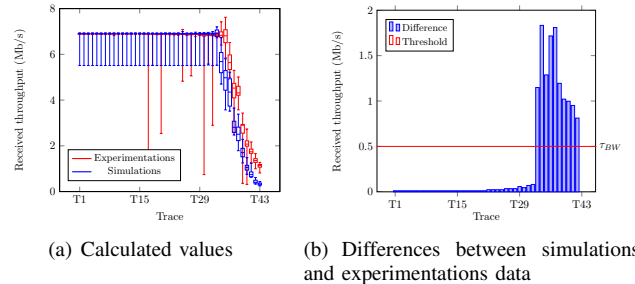 Received throughput (Mb/s)
8
6
4
2
0
Experimentations
Simulations
T1 T15 T29 T43
Trace
(a) Calculated values
Received throughput (Mb/s)
2
1.5
1
0.5
0
Difference
Threshold
τBW
T1 T15 T29 T43
Trace
(b) Differences between simulations
and experimentations data